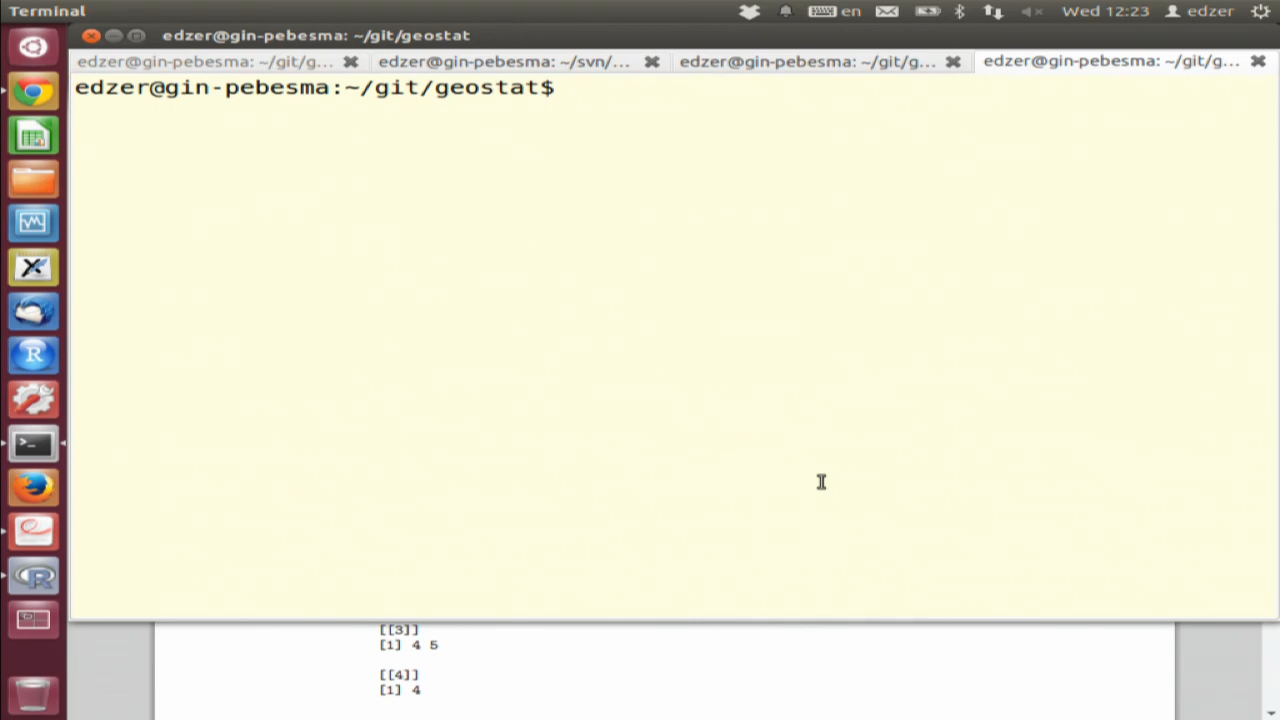 Terminal
en
Wed 12:23
edzer
edzer@gin-pebesma: ~/git/geostat
edzer@gin-pebesma: ~/git/g...
edzer@gin-pebesma: ~/svn/...
edzer@gin-pebesma: ~/git/g...
edzer@gin-pebesma: ~/git/g...
edzer@gin-pebesma:~/git/geostat$
[[3]]
[1] 4 5
[[4]]
[1] 4